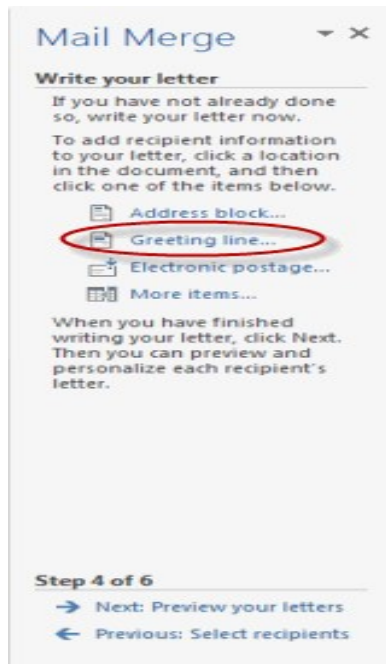 Mail Merge
Write your letter
If you have not already done
so, write your letter now.
To add recipient information
to your letter, click a location
in the document, and then
click one of the items below.
Address block...
Greeting line...
Electronic postage...
More items...
When you have finished
writing your letter, click Next.
Then you can preview and
personalize each recipient's
letter.
Step 4 of 6
Next: Preview your letters
Previous: Select recipients